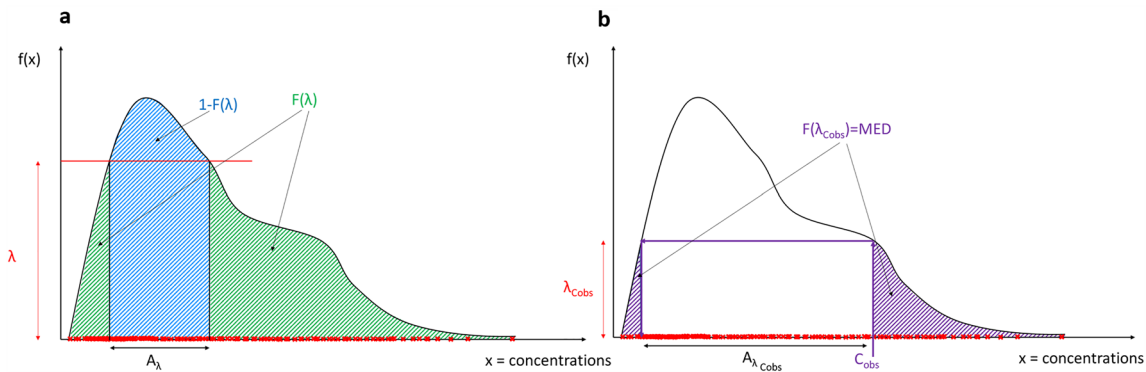 a
f(x)
1-F(λ)
F(λ)
λ
Aλ
x = concentrations
b
f(x)
F(λCobs)=MED
λCobs
Aλ Cobs
Cobs
x = concentrations